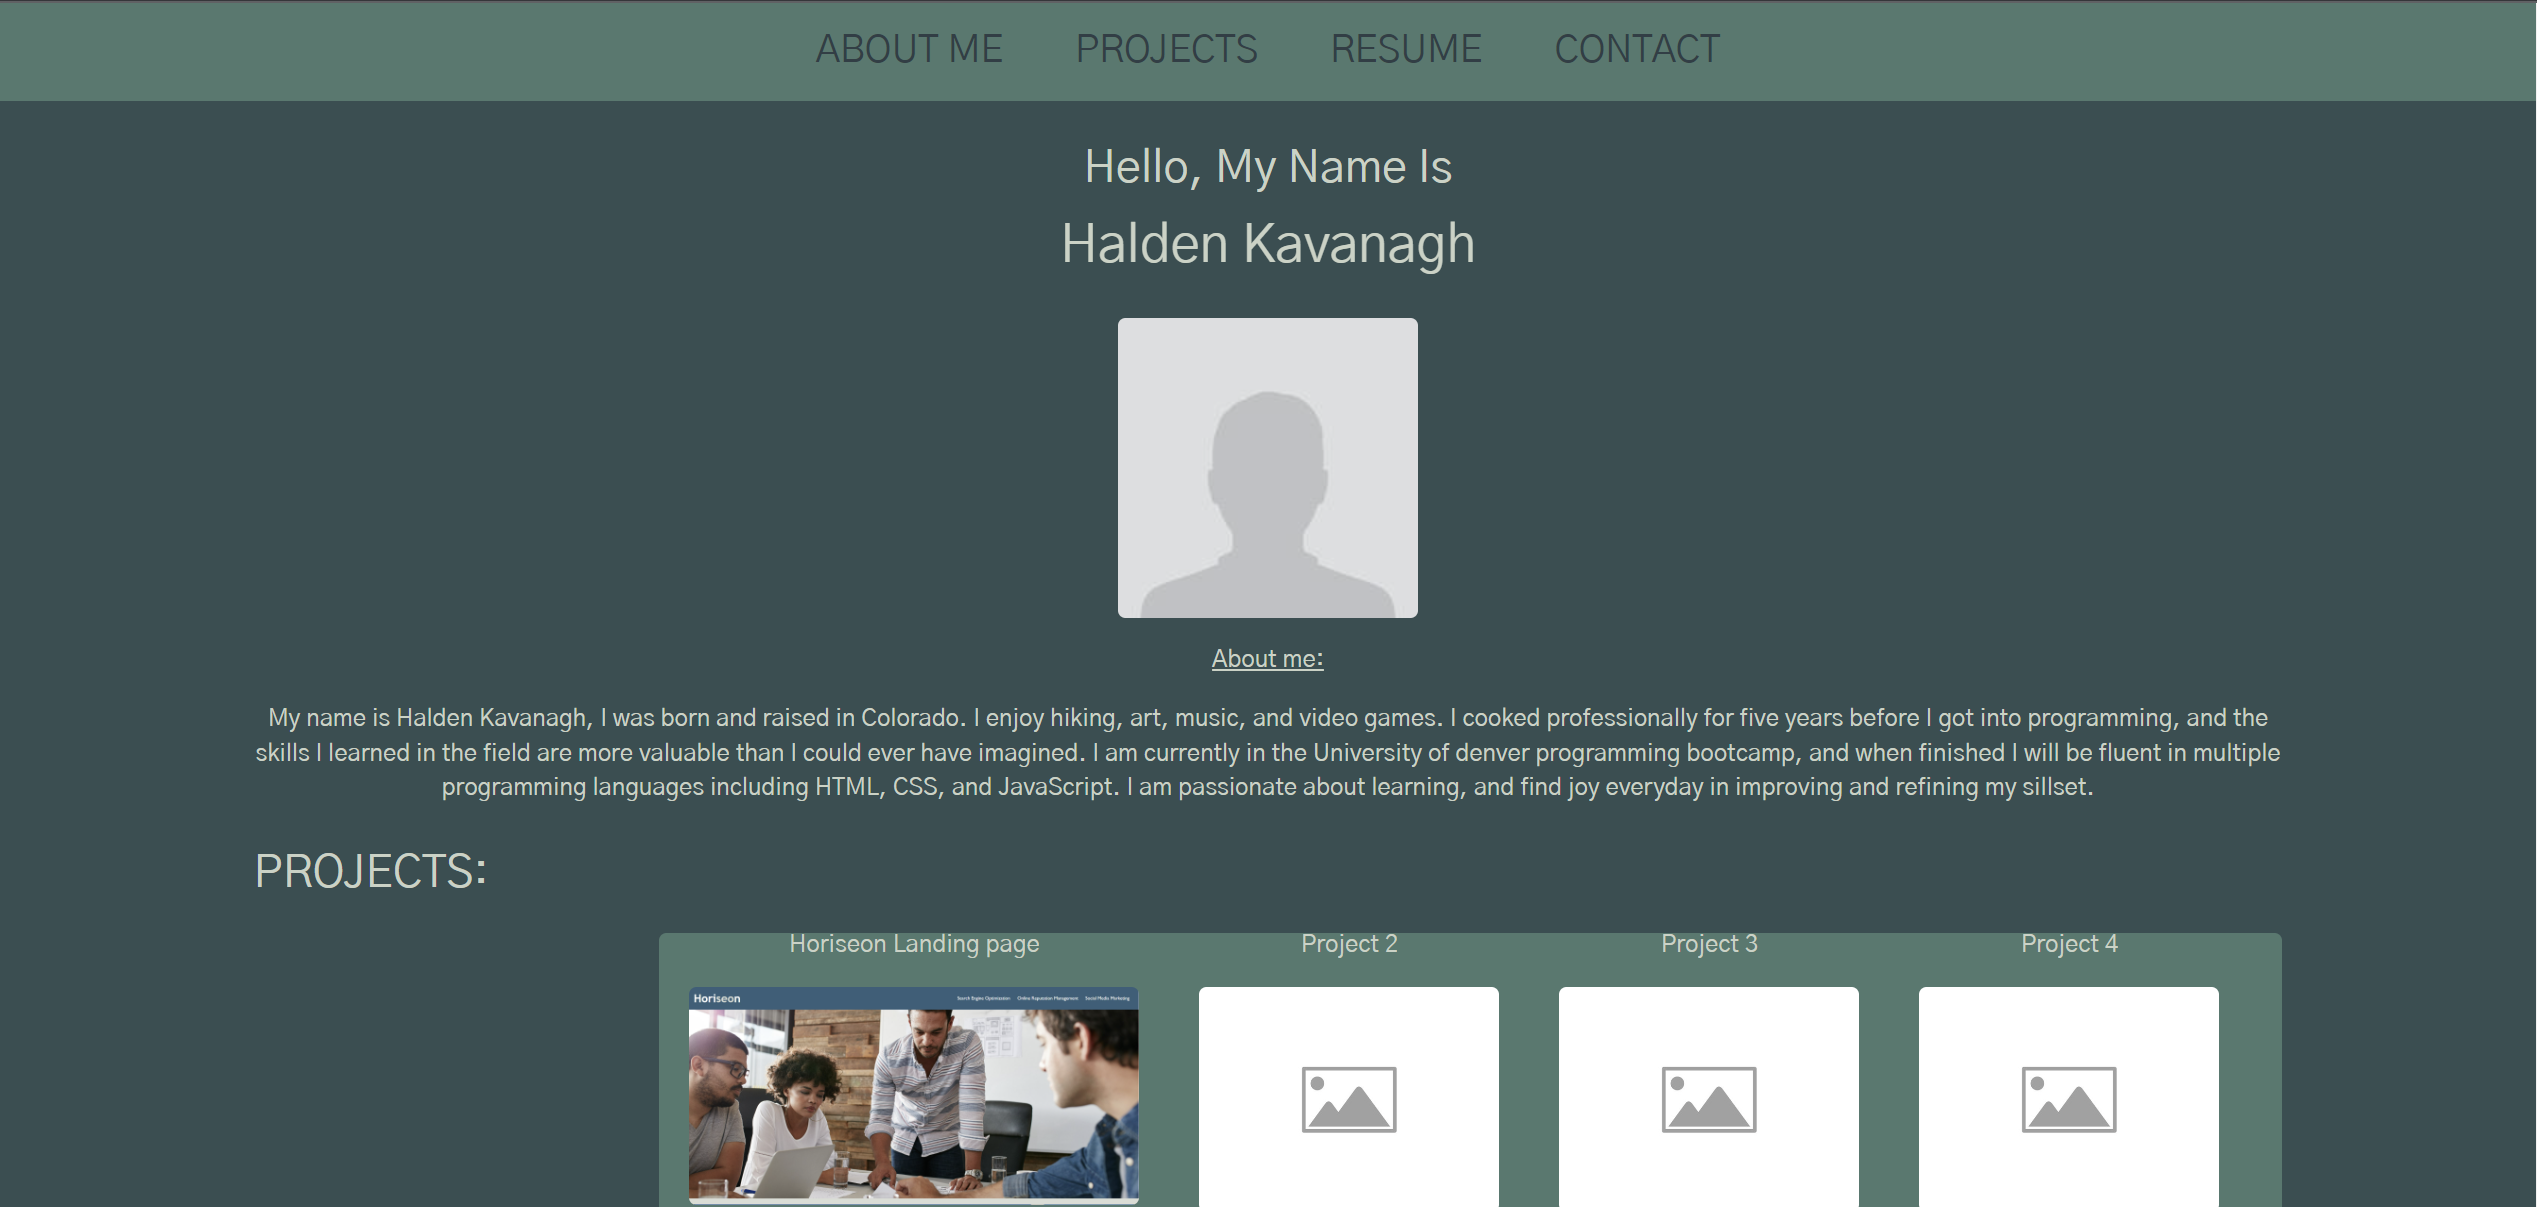 ABOUT ME PROJECTS RESUME CONTACT
Hello, My Name Is
Halden Kavanagh
About me:
My name is Halden Kavanagh, I was born and raised in Colorado. I enjoy hiking, art, music, and video games. I cooked professionally for five years before I got into programming, and the
skills I learned in the field are more valuable than I could ever have imagined. I am currently in the University of denver programming bootcamp, and when finished I will be fluent in multiple
programming languages including HTML, CSS, and JavaScript. I am passionate about learning, and find joy everyday in improving and refining my sillset.
PROJECTS:
Horiseon Landing page Project 2 Project 3 Project 4
Horiseon Search Engine Optimization Online Reputation Management Social Media Marketing